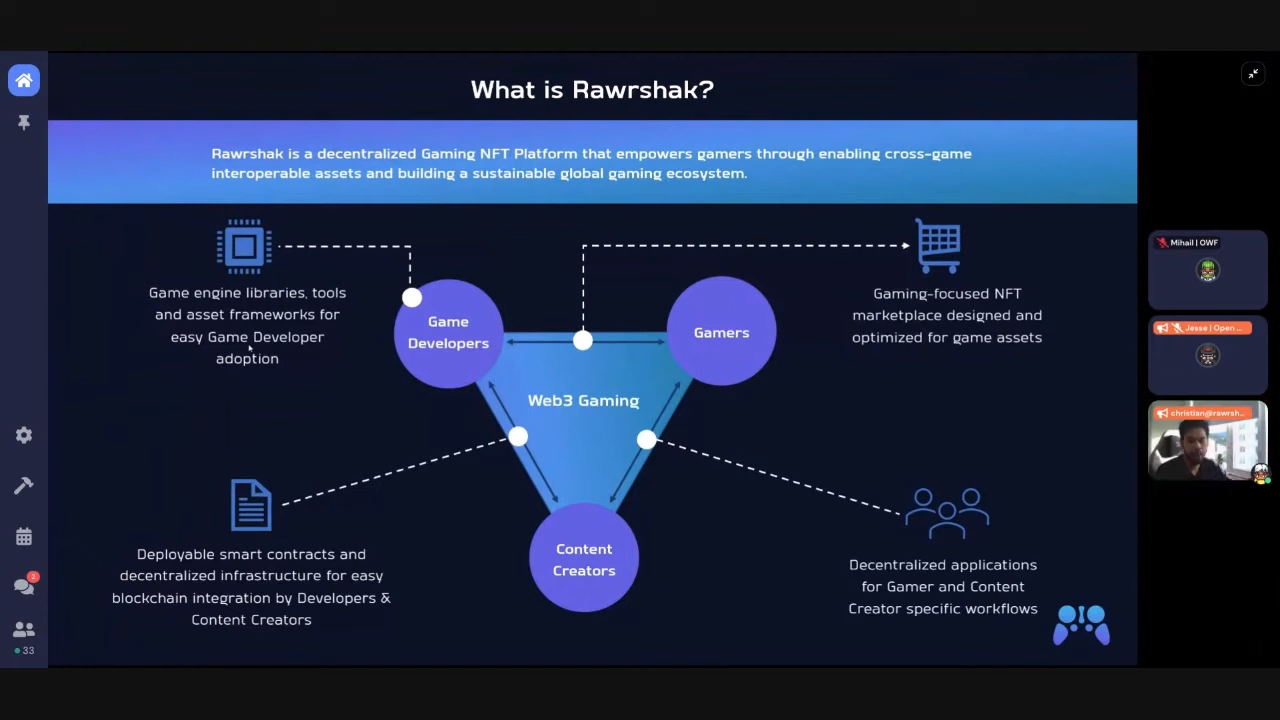 What is Rawrshak?
Rawrshak is a decentralized Gaming NFT Platform that empowers gamers through enabling cross-game
interoperable assets and building a sustainable global gaming ecosystem.
Game engine libraries, tools
and asset frameworks for
easy Game Developer
adoption
Game
Developers
Gamers
Gaming-focused NFT
marketplace designed and
optimized for game assets
Web3 Gaming
Deployable smart contracts and
decentralized infrastructure for easy
blockchain integration by Developers &
Content Creators
Content
Creators
Decentralized applications
for Gamer and Content
Creator specific workflows
Mihail | OWF
Jesse | Open ...
christian@rawrsh...
2
33